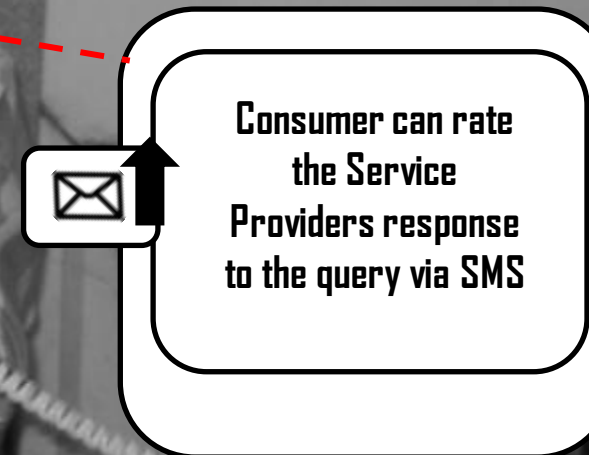 Consumer can rate
the Service
Providers response
to the query via SMS